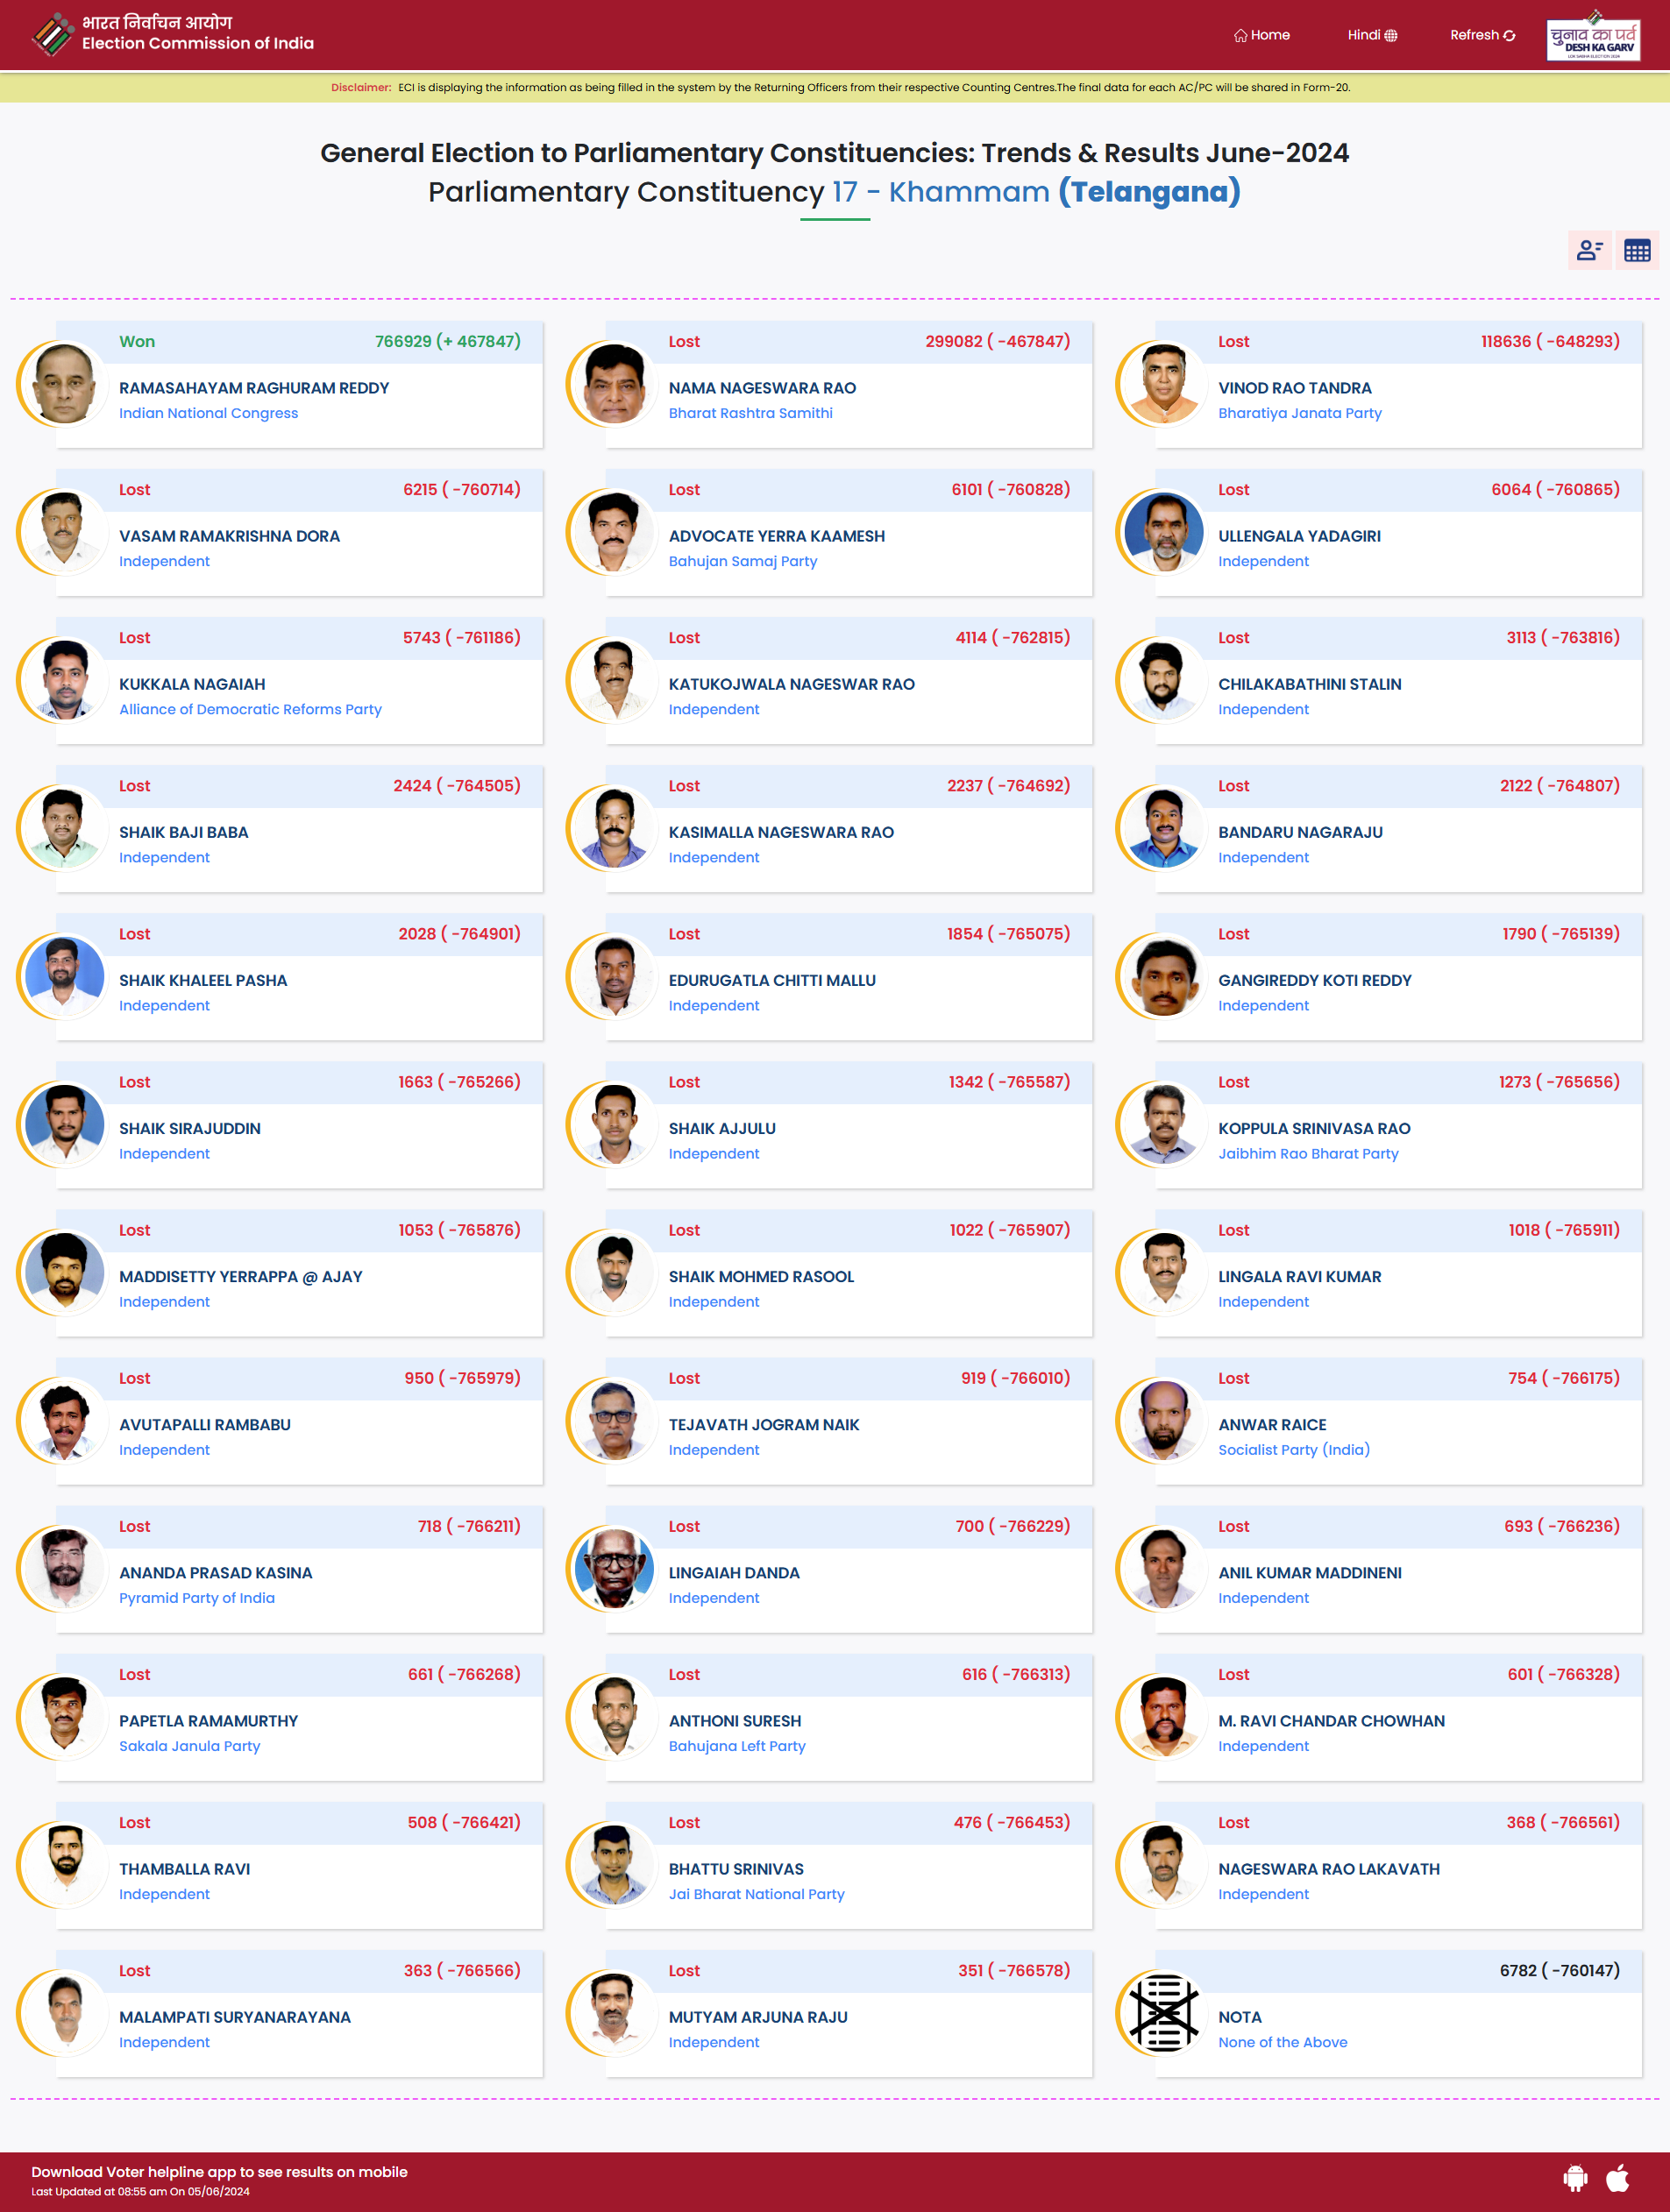 भारत निर्वाचन आयोग
Election Commission of India
Home
Hindi
Refresh
चुनाव का पर्व
DESH KA GARV
LOK SABHA ELECTION 2024
Disclaimer: ECI is displaying the information as being filled in the system by the Returning Officers from their respective Counting Centres.The final data for each AC/PC will be shared in Form-20.
General Election to Parliamentary Constituencies: Trends & Results June-2024
Parliamentary Constituency 17 - Khammam (Telangana)
Won 766929 (+ 467847)
RAMASAHAYAM RAGHURAM REDDY
Indian National Congress
Lost 299082 ( -467847)
NAMA NAGESWARA RAO
Bharat Rashtra Samithi
Lost 118636 ( -648293)
VINOD RAO TANDRA
Bharatiya Janata Party
Lost 6215 ( -760714)
VASAM RAMAKRISHNA DORA
Independent
Lost 6101 ( -760828)
ADVOCATE YERRA KAAMESH
Bahujan Samaj Party
Lost 6064 ( -760865)
ULLENGALA YADAGIRI
Independent
Lost 5743 ( -761186)
KUKKALA NAGAIAH
Alliance of Democratic Reforms Party
Lost 4114 ( -762815)
KATUKOJWALA NAGESWAR RAO
Independent
Lost 3113 ( -763816)
CHILAKABATHINI STALIN
Independent
Lost 2424 ( -764505)
SHAIK BAJI BABA
Independent
Lost 2237 ( -764692)
KASIMALLA NAGESWARA RAO
Independent
Lost 2122 ( -764807)
BANDARU NAGARAJU
Independent
Lost 2028 ( -764901)
SHAIK KHALEEL PASHA
Independent
Lost 1854 ( -765075)
EDURUGATLA CHITTI MALLU
Independent
Lost 1790 ( -765139)
GANGIREDDY KOTI REDDY
Independent
Lost 1663 ( -765266)
SHAIK SIRAJUDDIN
Independent
Lost 1342 ( -765587)
SHAIK AJJULU
Independent
Lost 1273 ( -765656)
KOPPULA SRINIVASA RAO
Jaibhim Rao Bharat Party
Lost 1053 ( -765876)
MADDISETTY YERRAPPA @ AJAY
Independent
Lost 1022 ( -765907)
SHAIK MOHMED RASOOL
Independent
Lost 1018 ( -765911)
LINGALA RAVI KUMAR
Independent
Lost 950 ( -765979)
AVUTAPALLI RAMBABU
Independent
Lost 919 ( -766010)
TEJAVATH JOGRAM NAIK
Independent
Lost 754 ( -766175)
ANWAR RAICE
Socialist Party (India)
Lost 718 ( -766211)
ANANDA PRASAD KASINA
Pyramid Party of India
Lost 700 ( -766229)
LINGAIAH DANDA
Independent
Lost 693 ( -766236)
ANIL KUMAR MADDINENI
Independent
Lost 661 ( -766268)
PAPETLA RAMAMURTHY
Sakala Janula Party
Lost 616 ( -766313)
ANTHONI SURESH
Bahujana Left Party
Lost 601 ( -766328)
M. RAVI CHANDAR CHOWHAN
Independent
Lost 508 ( -766421)
THAMBALLA RAVI
Independent
Lost 476 ( -766453)
BHATTU SRINIVAS
Jai Bharat National Party
Lost 368 ( -766561)
NAGESWARA RAO LAKAVATH
Independent
Lost 363 ( -766566)
MALAMPATI SURYANARAYANA
Independent
Lost 351 ( -766578)
MUTYAM ARJUNA RAJU
Independent
6782 ( -760147)
NOTA
None of the Above
Download Voter helpline app to see results on mobile
Last Updated at 08:55 am On 05/06/2024